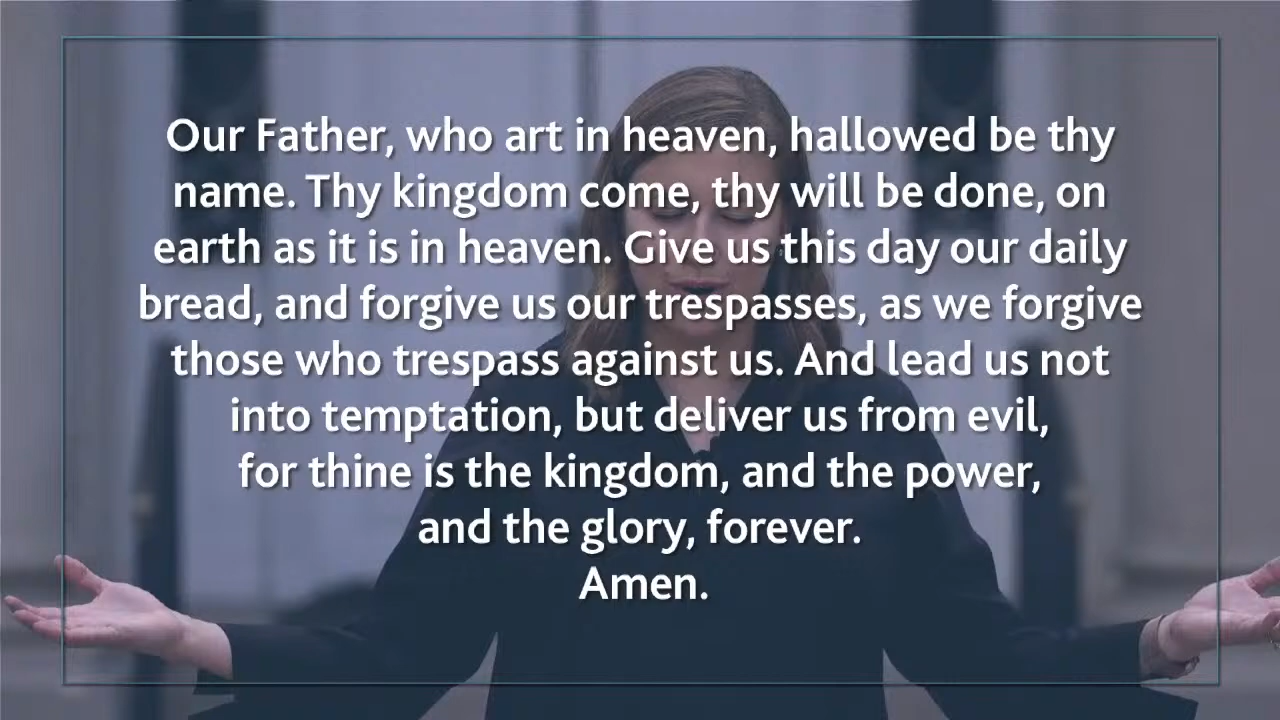 Our Father, who art in heaven, hallowed be thy
name. Thy kingdom come, thy will be done, on
earth as it is in heaven. Give us this day our daily
bread, and forgive us our trespasses, as we forgive
those who trespass against us. And lead us not
into temptation, but deliver us from evil,
for thine is the kingdom, and the power,
and the glory, forever.
Amen.